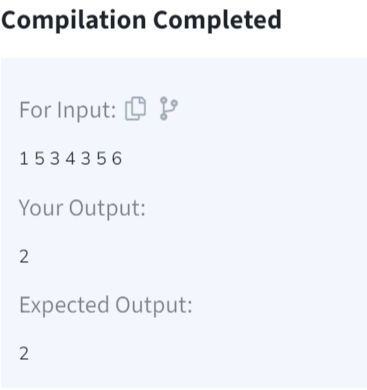 Compilation Completed
For Input:
1 5 3 4 3 5 6
Your Output:
2
Expected Output:
2